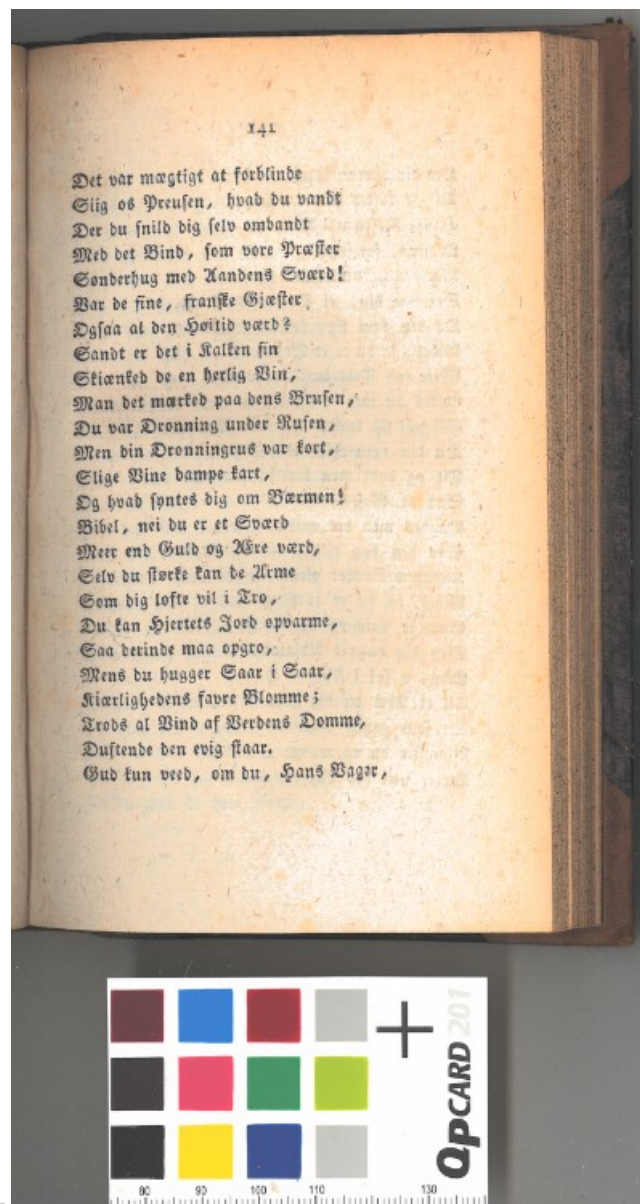 141
Det var mægtigt at forblinde
Siig os Preusen, hvad du vandt
Der du snild dig selv ombandt
Med det Bind, som vore Præster
Sønderhug med Aandens Sværd!
Var de fine, franske Gjæster
Ogsaa al den Høitid værd?
Sandt er det i Kalken fin
Skiænked de en herlig Vin,
Man det mærked paa dens Brusen,
Du var Dronning under Rusen,
Men din Dronningrus var kort,
Slige Vine dampe kart,
Og hvad syntes dig om Bærmen!
Bibel, nei du er et Sværd
Meer end Guld og Ære værd,
Selv du stærke kan de Arme
Som dig løfte vil i Tro,
Du kan Hjertets Jord opvarme,
Saa derinde maa opgro,
Mens du hugger Saar i Saar,
Kiærlighedens favre Blomme;
Trods al Vind af Verdens Domme,
Duftende den evig staar.
Gud kun veed, om du, Hans Vager,
QPCARD 201
80 90 100 110 130